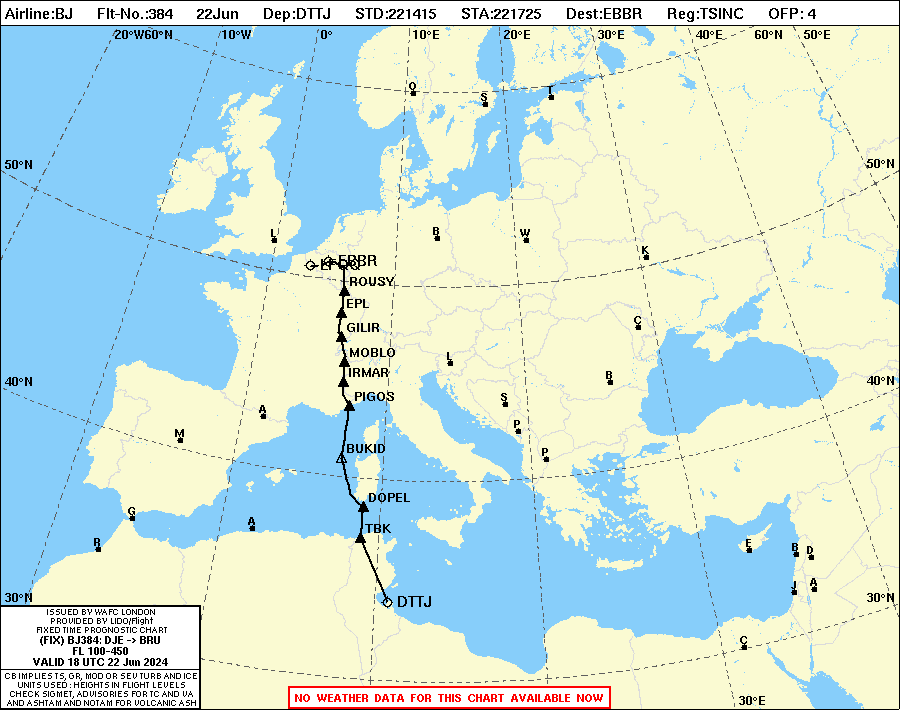 Airline:BJ Flt-No.:384 22Jun Dep:DTTJ STD:221415 STA:221725 Dest:EBBR Reg:TSINC OFP: 4
20°W60°N 10°W 0° 10°E 20°E 30°E 40°E 60°N 50°E
O
S
T
50°N
50°N
L
B
W
K
EBBR
ROUSY
EPL
GILIR
C
MOBLO
L
IRMAR
B
40°N
40°N
PIGOS
S
A
P
M
BUKID
P
DOPEL
G
A
TBK
R
E
B
D
J
A
30°N
30°N
DTTJ
C
30°E
ISSUED BY WAFC LONDON
PROVIDED BY LIDO/Flight
FIXED TIME PROGNOSTIC CHART
(FIX) BJ384: DJE -> BRU
FL 100-450
VALID 18 UTC 22 Jun 2024
CB IMPLIES TS, GR, MOD OR SEV TURB AND ICE
UNITS USED : HEIGHTS IN FLIGHT LEVELS
CHECK SIGMET, ADVISORIES FOR TC AND VA
AND ASHTAM AND NOTAM FOR VOLCANIC ASH
NO WEATHER DATA FOR THIS CHART AVAILABLE NOW